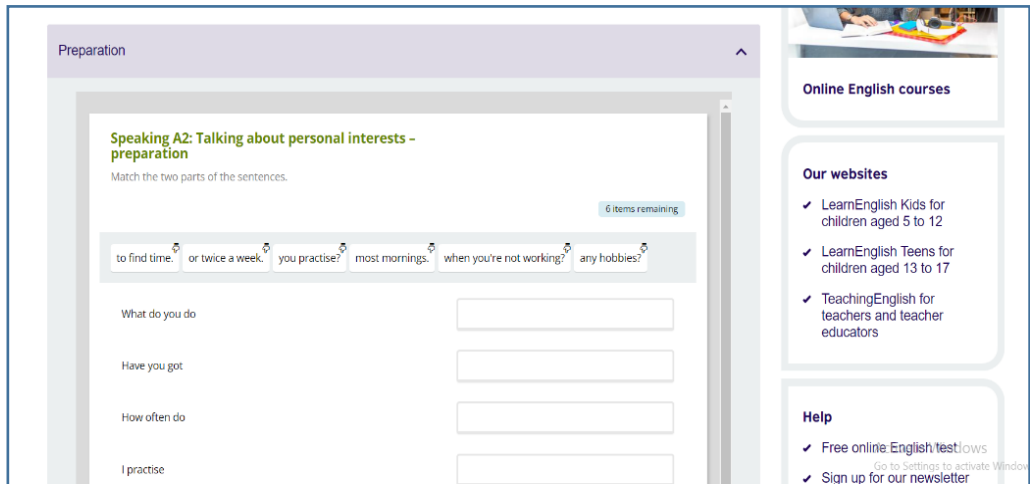 Preparation
Speaking A2: Talking about personal interests –
preparation
Match the two parts of the sentences.
6 items remaining
to find time.
or twice a week.
you practise?
most mornings.
when you're not working?
any hobbies?
What do you do
Have you got
How often do
I practise
Online English courses
Our websites
LearnEnglish Kids for
children aged 5 to 12
LearnEnglish Teens for
children aged 13 to 17
TeachingEnglish for
teachers and teacher
educators
Help
Free online English test
Activate Windows
Go to Settings to activate Window
Sign up for our newsletter